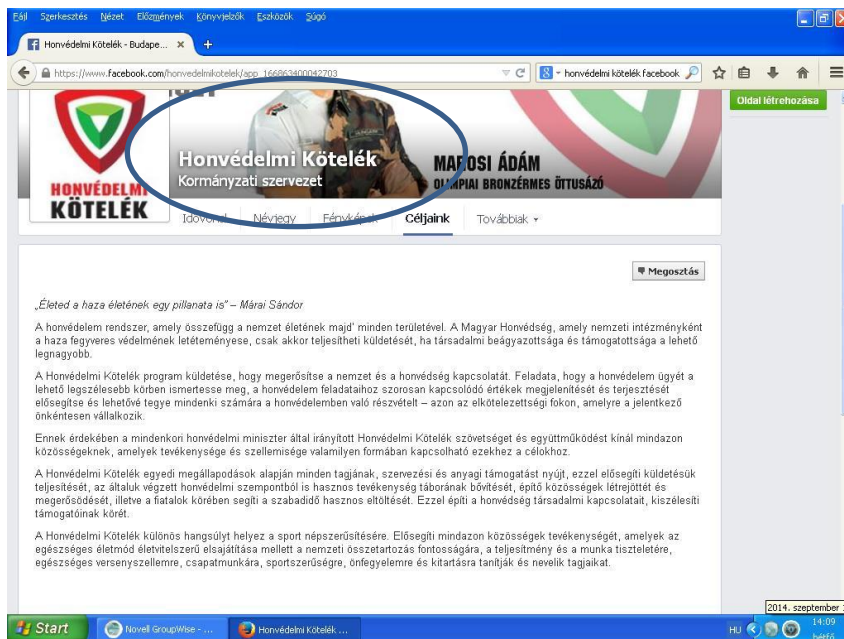 Fájl Szerkesztés Nézet Előzmények Könyvjelzők Eszközök Súgó
Honvédelmi Kötelék - Budape...
https://www.facebook.com/honvedelmikotelek/app_166863400042703
honvédelmi kötelék facebook
Oldal létrehozása
Honvédelmi Kötelék
Kormányzati szervezet
MAROSI ÁDÁM
OLIMPIAI BRONZÉRMES ÖTTUSÁZÓ
HONVÉDELMI
KÖTELÉK
Idővonal Névjegy Fényképek Céljaink Továbbiak
Megosztás
„Életed a haza életének egy pillanata is” – Márai Sándor
A honvédelem rendszer, amely összefügg a nemzet életének majd' minden területével. A Magyar Honvédség, amely nemzeti intézményként
a haza fegyveres védelmének letéteményese, csak akkor teljesítheti küldetését, ha társadalmi beágyazottsága és támogatottsága a lehető
legnagyobb.
A Honvédelmi Kötelék program küldetése, hogy megerősítse a nemzet és a honvédség kapcsolatát. Feladata, hogy a honvédelem ügyét a
lehető legszélesebb körben ismertesse meg, a honvédelem feladataihoz szorosan kapcsolódó értékek megjelenítését és terjesztését
elősegítse és lehetővé tegye mindenki számára a honvédelemben való részvételt – azon az elkötelezettségi fokon, amelyre a jelentkező
önkéntesen vállalkozik.
Ennek érdekében a mindenkori honvédelmi miniszter által irányított Honvédelmi Kötelék szövetséget és együttműködést kínál mindazon
közösségeknek, amelyek tevékenysége és szellemisége valamilyen formában kapcsolható ezekhez a célokhoz.
A Honvédelmi Kötelék egyedi megállapodások alapján minden tagjának, szervezési és anyagi támogatást nyújt, ezzel elősegíti küldetésük
teljesítését, az általuk végzett honvédelmi szempontból is hasznos tevékenység táborának bővítését, építő közösségek létrejöttét és
megerősödését, illetve a fiatalok körében segíti a szabadidő hasznos eltöltését. Ezzel építi a honvédség társadalmi kapcsolatait, kiszélesíti
támogatóinak körét.
A Honvédelmi Kötelék különös hangsúlyt helyez a sport népszerűsítésére. Elősegíti mindazon közösségek tevékenységét, amelyek az
egészséges életmód életvitelszerű elsajátítása mellett a nemzeti összetartozás fontosságára, a teljesítmény és a munka tiszteletére,
egészséges versenyszellemre, csapatmunkára, sportszerűségre, önfegyelemre és kitartásra tanítják és nevelik tagjaikat.
2014. szeptember
Start Novell GroupWise - ... Honvédelmi Kötelék ... HU 14:09
hétfő